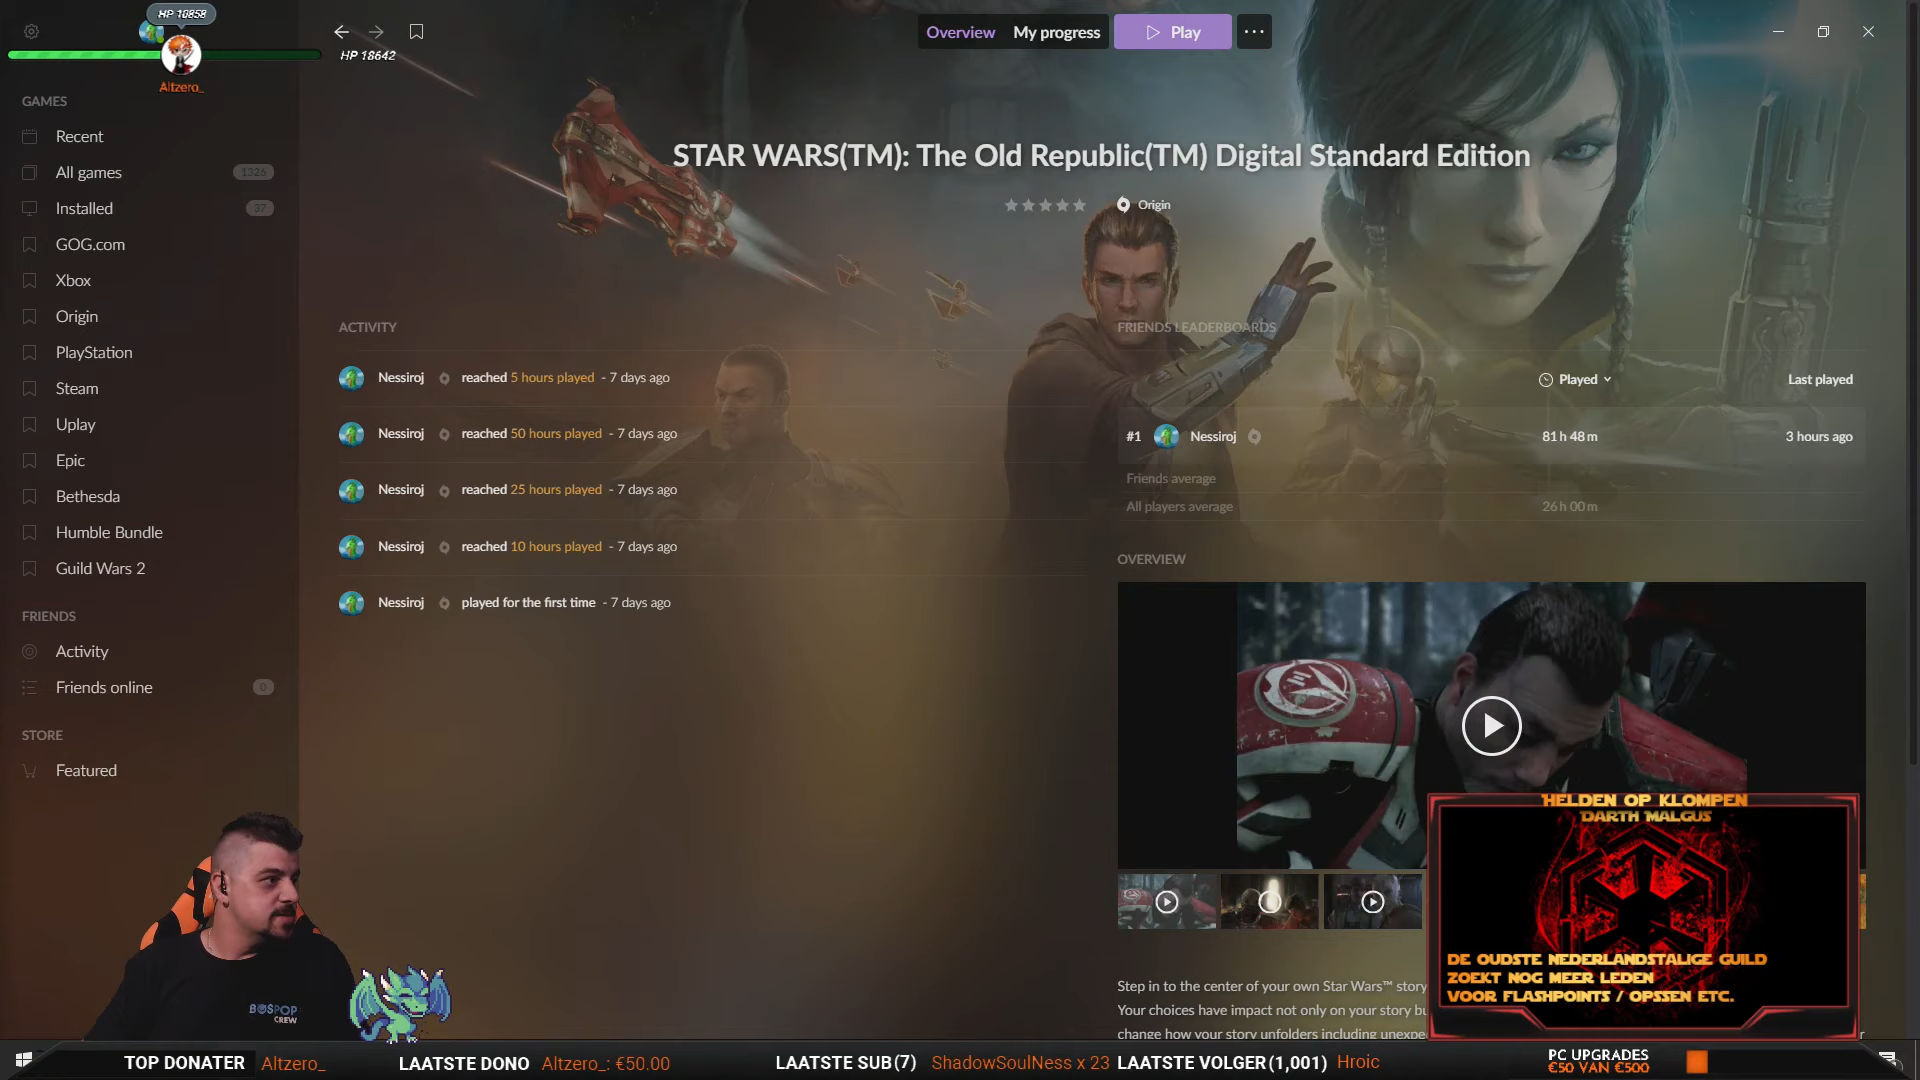 HP 10858
HP 18642
Altzero_
Overview
My progress
Play
GAMES
Recent
All games 1326
Installed 37
GOG.com
Xbox
Origin
PlayStation
Steam
Uplay
Epic
Bethesda
Humble Bundle
Guild Wars 2
FRIENDS
Activity
Friends online 0
STORE
Featured
STAR WARS(TM): The Old Republic(TM) Digital Standard Edition
Origin
ACTIVITY
Nessiroj reached 5 hours played - 7 days ago
Nessiroj reached 50 hours played - 7 days ago
Nessiroj reached 25 hours played - 7 days ago
Nessiroj reached 10 hours played - 7 days ago
Nessiroj played for the first time - 7 days ago
FRIENDS LEADERBOARDS
Played Last played
#1 Nessiroj 81 h 48 m 3 hours ago
Friends average
All players average 26 h 00 m
OVERVIEW
Step in to the center of your own Star Wars™ story
Your choices have impact not only on your story bu
change how your story unfolders including unexpe
HELDEN OP KLOMPEN
DARTH MALGUS
DE OUDSTE NEDERLANDSTALIGE GUILD
ZOEKT NOG MEER LEDEN
VOOR FLASHPOINTS / OPSSEN ETC.
BOSPOP
CREW
TOP DONATER Altzero_
LAATSTE DONO Altzero_: €50.00
LAATSTE SUB(7) ShadowSoulNess x 23
LAATSTE VOLGER(1,001) Hroic
PC UPGRADES
€50 VAN €500